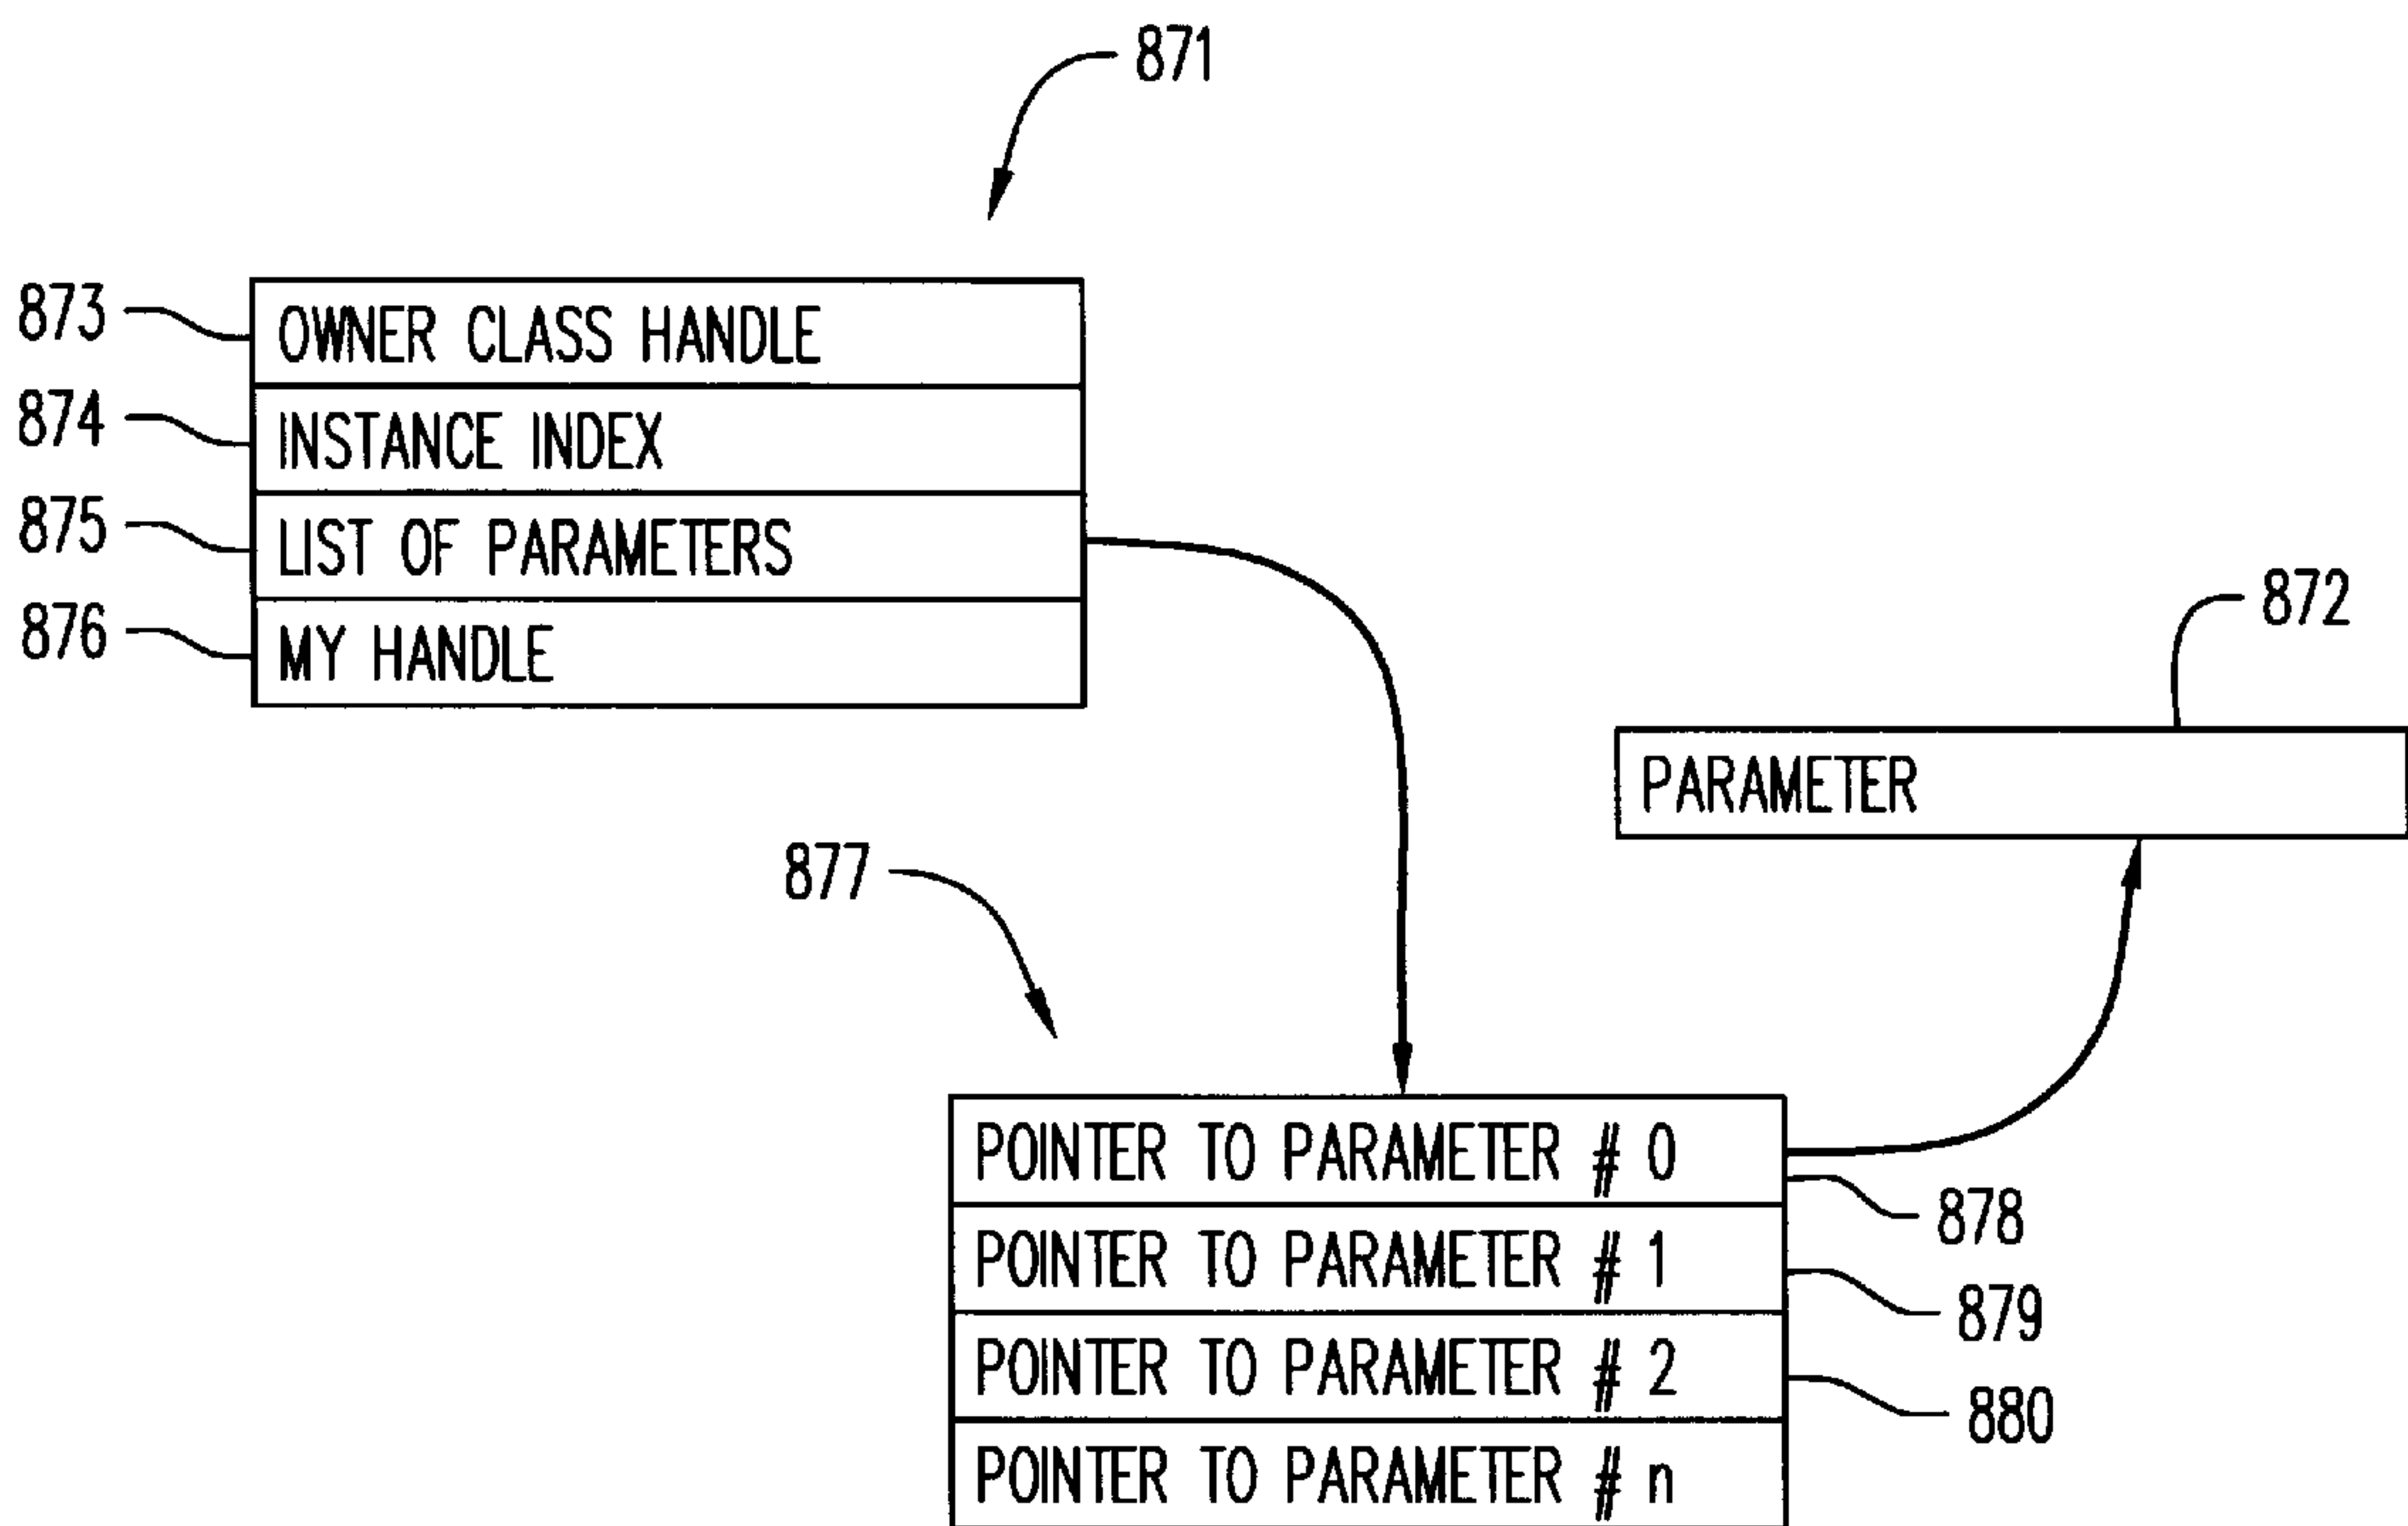 871
873 OWNER CLASS HANDLE
874 INSTANCE INDEX
875 LIST OF PARAMETERS
876 MY HANDLE
872
PARAMETER
877
POINTER TO PARAMETER # 0
878
POINTER TO PARAMETER # 1
879
POINTER TO PARAMETER # 2
880
POINTER TO PARAMETER # n